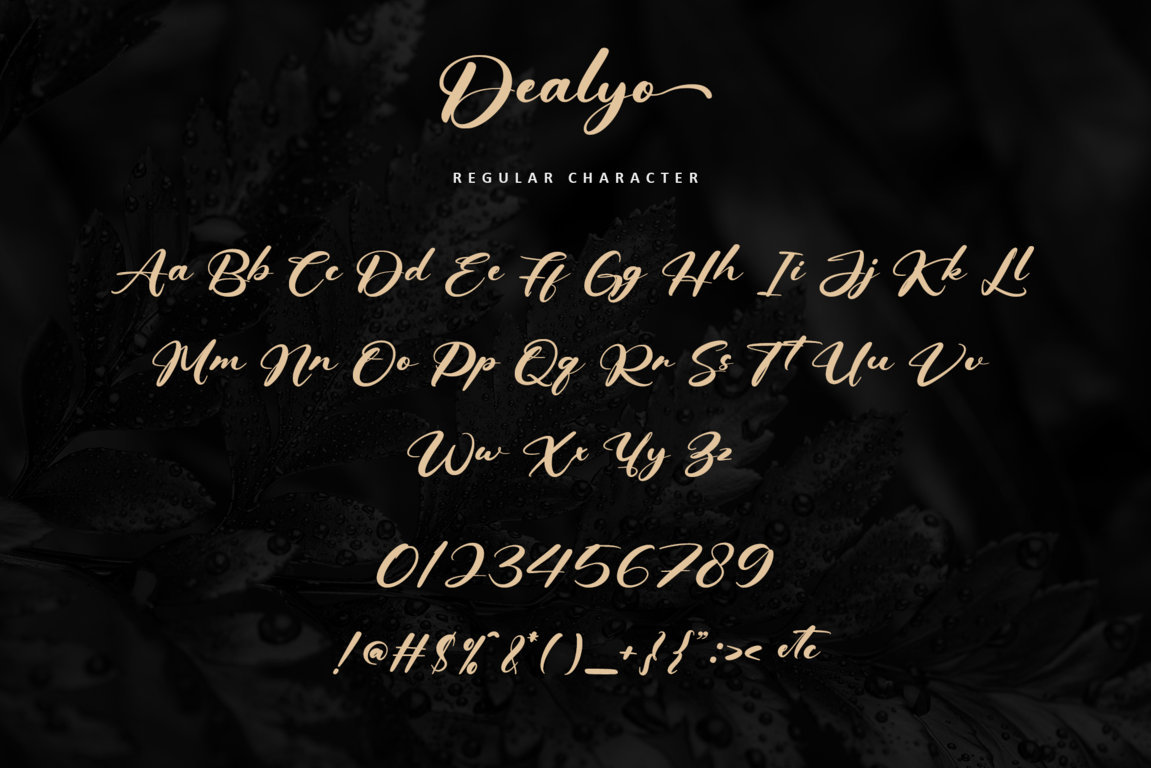 Dealyo
REGULAR CHARACTER
Aa Bb Cc Dd Ee Ff Gg Hh Ii Jj Kk Ll
Mm Nn Oo Pp Qq Rr Ss Tt Uu Vv
Ww Xx Yy Zz
0123456789
!@#$%^&*()_+}{":>< etc